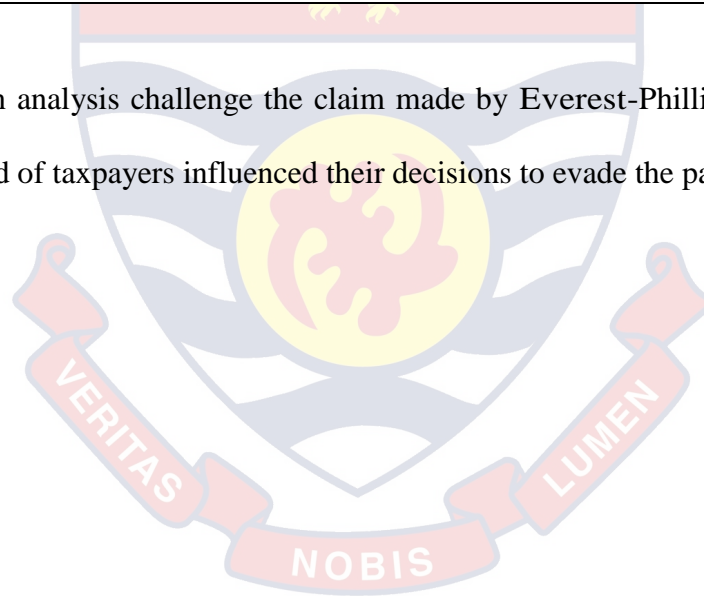 n analysis challenge the claim made by Everest-Philli
d of taxpayers influenced their decisions to evade the pa
VERITAS
NOBIS
LUMEN